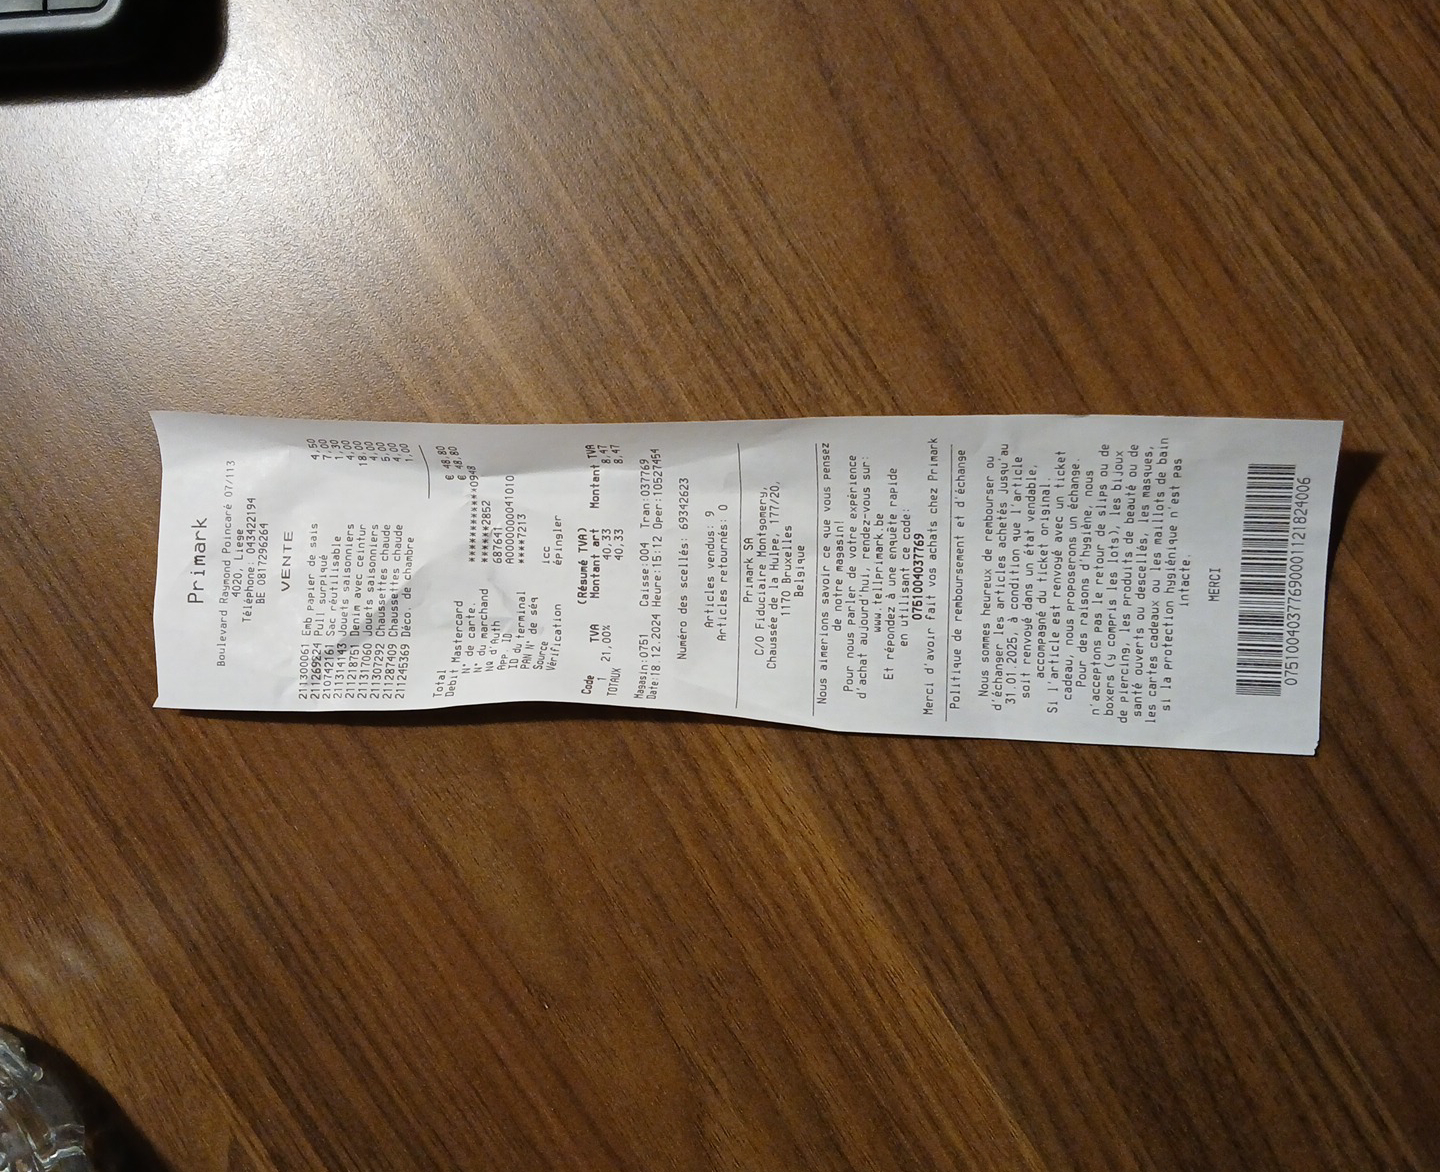 Primark
Boulevard Raymond Poincaré 07/113
4020, Liège
Téléphone: 043422194
BE 0817296264
VENTE
211300061 Emb Papier de sais 4,50
211269224 Pull surpiqué 7,00
210742161 Sac réutilisable 1,30
211314143 Jouets saisonniers 4,00
211218751 Denim avec ceintur 18,00
211317060 Jouets saisonniers 4,00
211307292 Chaussettes chaude 5,00
211287409 Chaussettes chaude 4,00
211245369 Déco. de chambre 1,00
Total € 48,80
Debit Mastercard € 48,80
N° de carte. ************0948
N° du marchand ******2852
No d'Auth 687641
App ID A0000000041010
ID du terminal ****7213
PAN N° de séq
Source icc
Vérification épingler
(Résumé TVA)
Code TVA Montant art Montant TVA
21,00% 40,33 8,47
TOTAUX 40,33 8,47
Magasin:0751 Caisse:004 Tran:037769
Date:18.12.2024 Heure:15:12 Oper:10527454
Numéro des scellés: 69342623
Articles vendus: 9
Articles retournés: 0
Primark SA
C/O Fiduciaire Montgomery,
Chaussée de la Hulpe, 177/20,
1170 Bruxelles
Belgique
Nous aimerions savoir ce que vous pensez
de notre magasin!
Pour nous parler de votre expérience
d'achat aujourd'hui, rendez-vous sur:
www.tellprimark.be
Et répondez à une enquête rapide
en utilisant ce code:
0751004037769
Merci d'avoir fait vos achats chez Primark
Politique de remboursement et d'échange
Nous sommes heureux de rembourser ou
d'échanger les articles achetés jusqu'au
31.01.2025, à condition que l'article
soit renvoyé dans un état vendable,
accompagné du ticket original.
Si l'article est renvoyé avec un ticket
cadeau, nous proposerons un échange.
Pour des raisons d'hygiène, nous
n'acceptons pas le retour de slips ou de
boxers (y compris les lots), les bijoux
de piercing, les produits de beauté ou de
santé ouverts ou descellés, les masques,
les cartes cadeaux ou les maillots de bain
si la protection hygiénique n'est pas
intacte.
MERCI
07510040377693000112